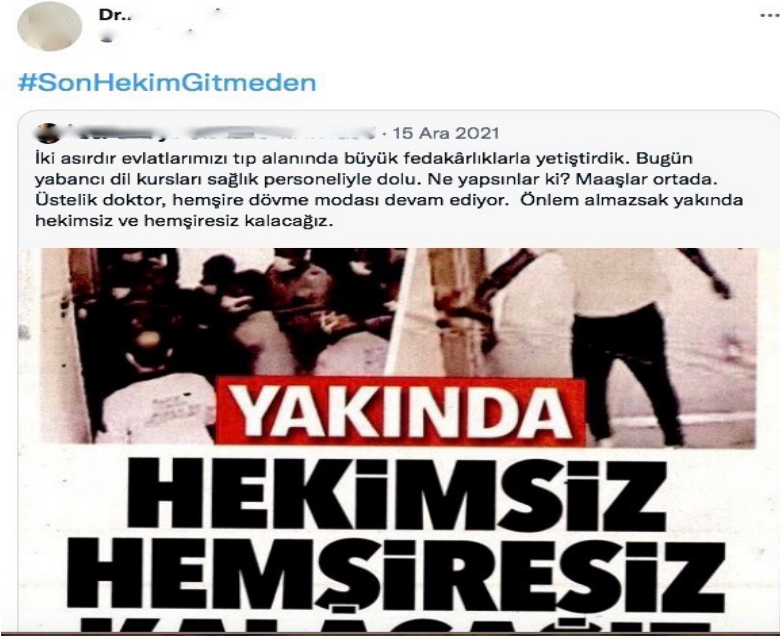 Dr..
#SonHekimGitmeden
· 15 Ara 2021
İki asırdır evlatlarımızı tıp alanında büyük fedakârlıklarla yetiştirdik. Bugün
yabancı dil kursları sağlık personeliyle dolu. Ne yapsınlar ki? Maaşlar ortada.
Üstelik doktor, hemşire dövme modası devam ediyor. Önlem almazsak yakında
hekimsiz ve hemşiresiz kalacağız.
YAKINDA
HEKİMSİZ
HEMŞİRESİZ
KALACAĞIZ